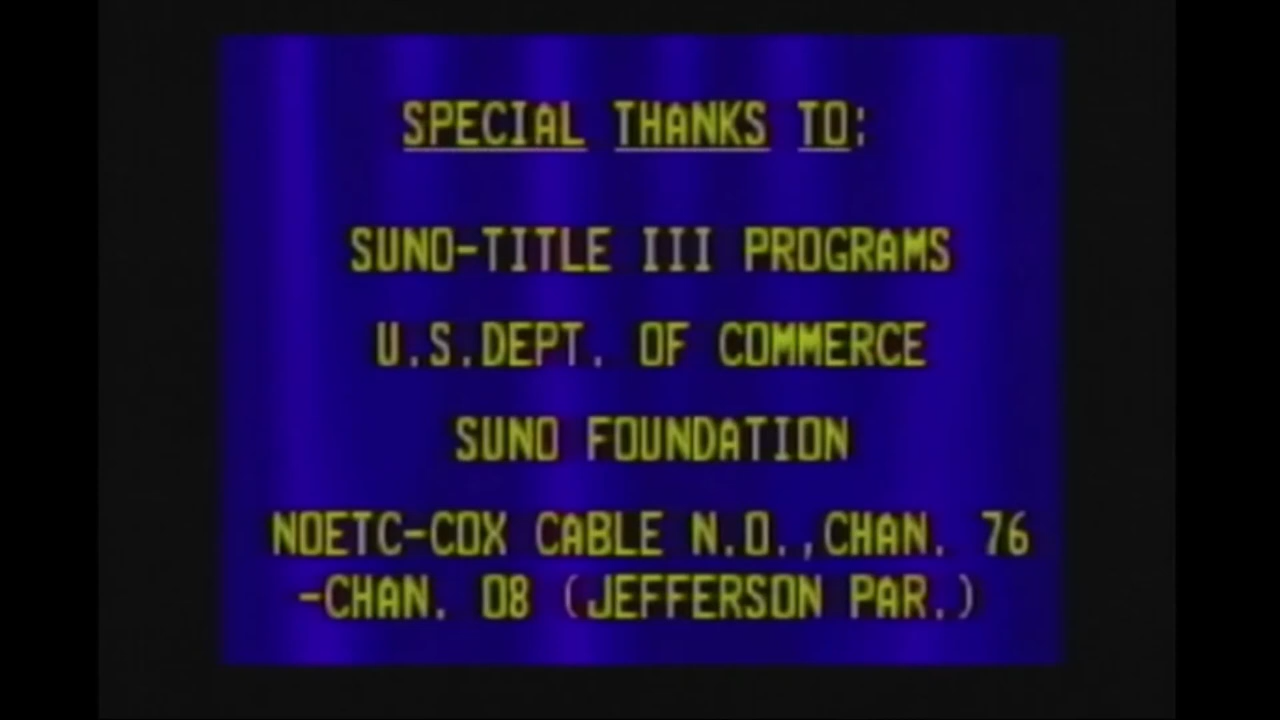 SPECIAL THANKS TO:
SUNO-TITLE III PROGRAMS
U.S.DEPT. OF COMMERCE
SUNO FOUNDATION
NOETC-COX CABLE N.O.,CHAN. 76
-CHAN. 08 (JEFFERSON PAR.)